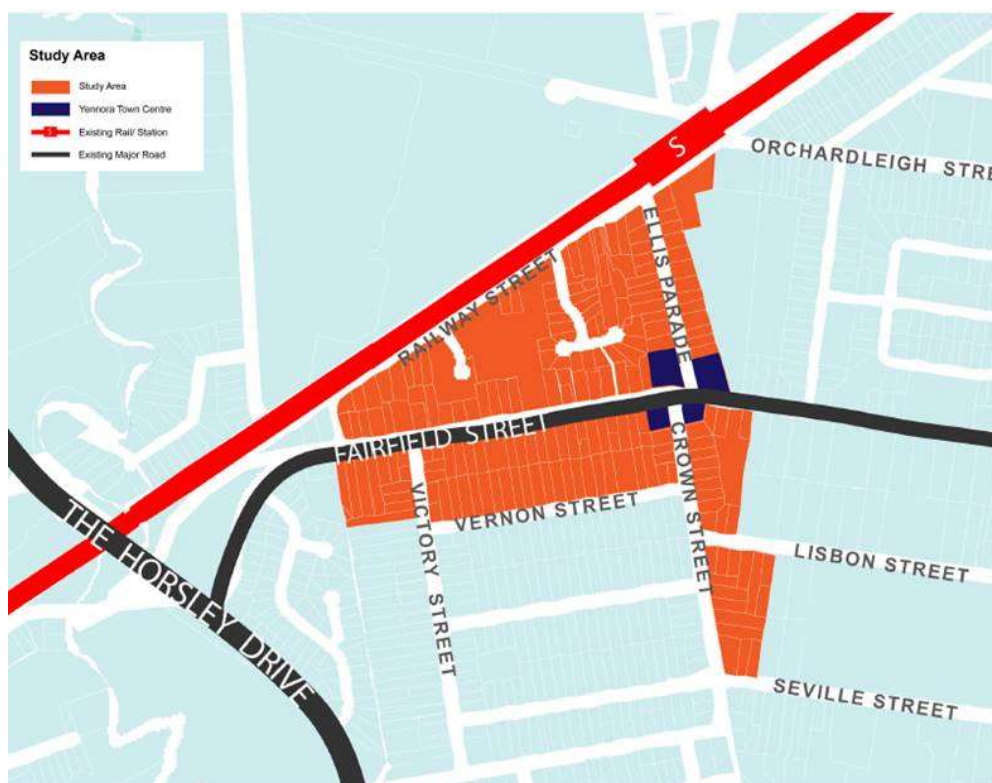 Study Area
Study Area
Yennora Town Centre
S
Existing Rail/ Station
Existing Major Road
S
ORCHARDLEIGH STRE
ELLIS PARADE
RAILWAY STREET
FAIRFIELD STREET
CROWN STREET
VICTORY STREET
VERNON STREET
LISBON STREET
THE HORSLEY DRIVE
SEVILLE STREET